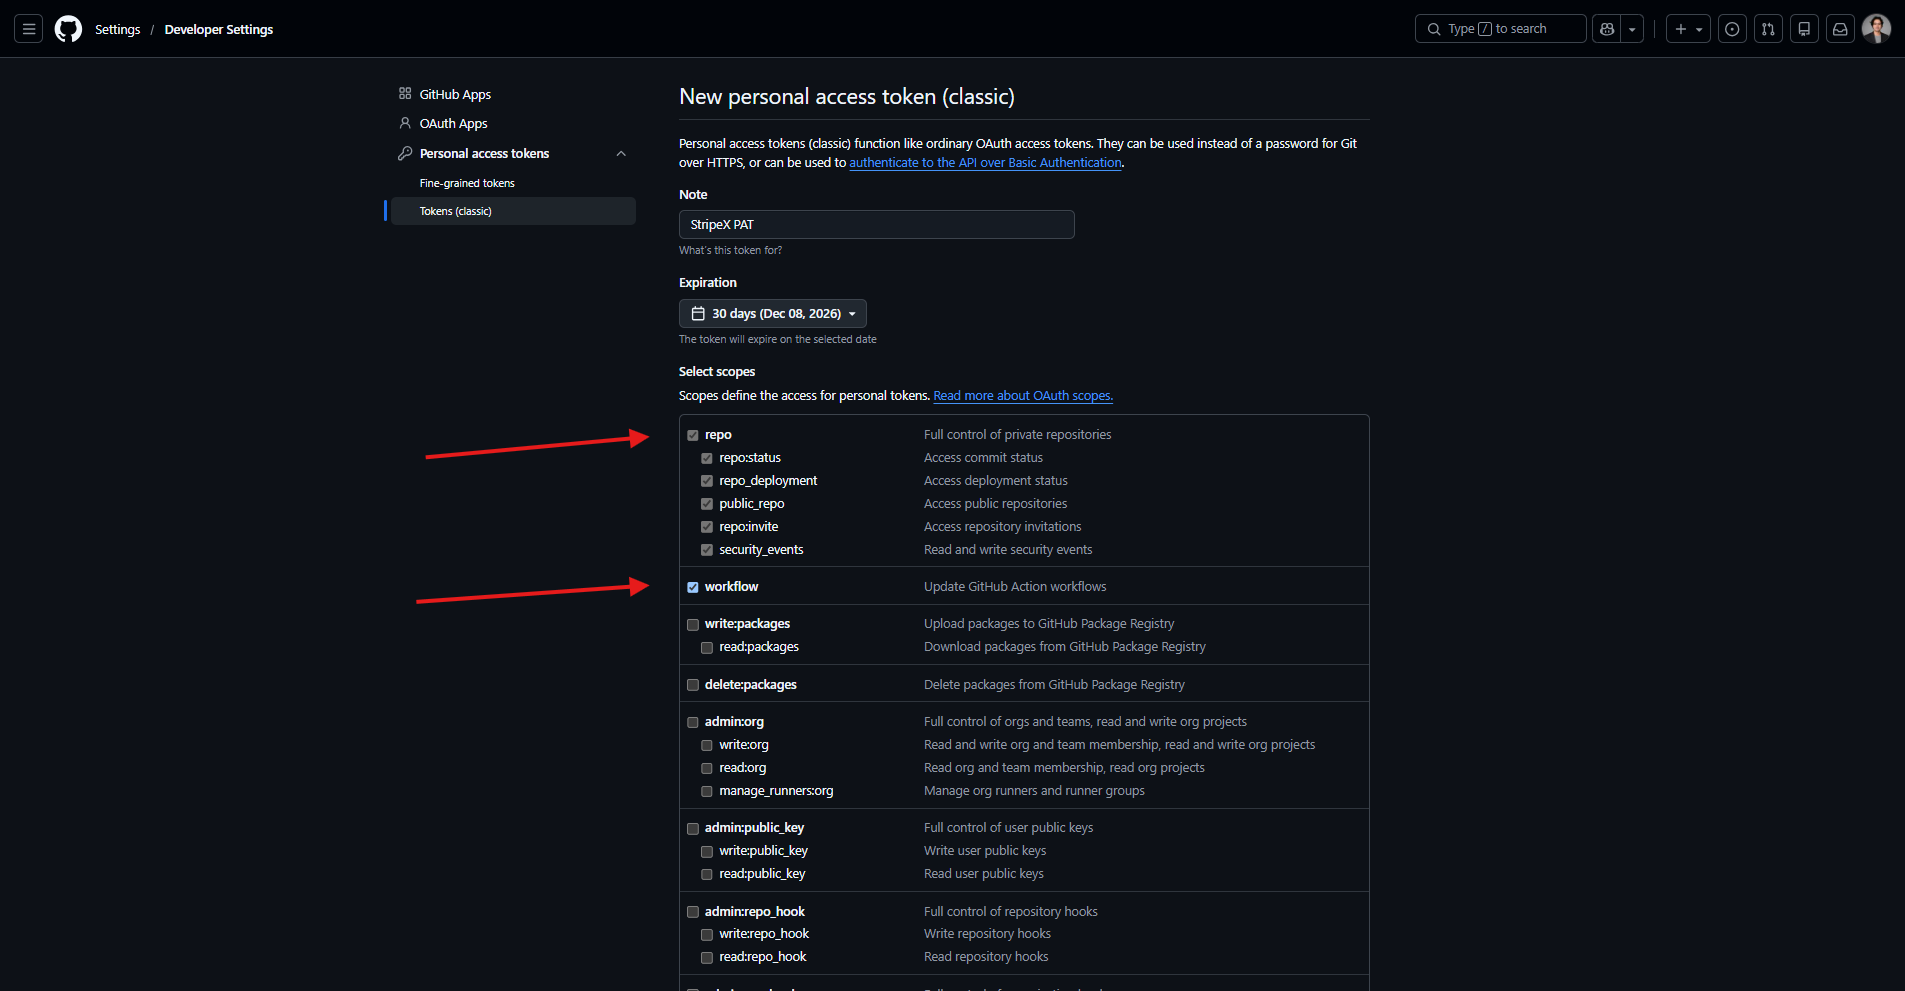 Settings / Developer Settings
Type / to search
GitHub Apps
OAuth Apps
Personal access tokens
Fine-grained tokens
Tokens (classic)
New personal access token (classic)
Personal access tokens (classic) function like ordinary OAuth access tokens. They can be used instead of a password for Git
over HTTPS, or can be used to authenticate to the API over Basic Authentication.
Note
StripeX PAT
What's this token for?
Expiration
30 days (Dec 08, 2026)
The token will expire on the selected date
Select scopes
Scopes define the access for personal tokens. Read more about OAuth scopes.
repo Full control of private repositories
repo:status Access commit status
repo_deployment Access deployment status
public_repo Access public repositories
repo:invite Access repository invitations
security_events Read and write security events
workflow Update GitHub Action workflows
write:packages Upload packages to GitHub Package Registry
read:packages Download packages from GitHub Package Registry
delete:packages Delete packages from GitHub Package Registry
admin:org Full control of orgs and teams, read and write org projects
write:org Read and write org and team membership, read and write org projects
read:org Read org and team membership, read org projects
manage_runners:org Manage org runners and runner groups
admin:public_key Full control of user public keys
write:public_key Write user public keys
read:public_key Read user public keys
admin:repo_hook Full control of repository hooks
write:repo_hook Write repository hooks
read:repo_hook Read repository hooks